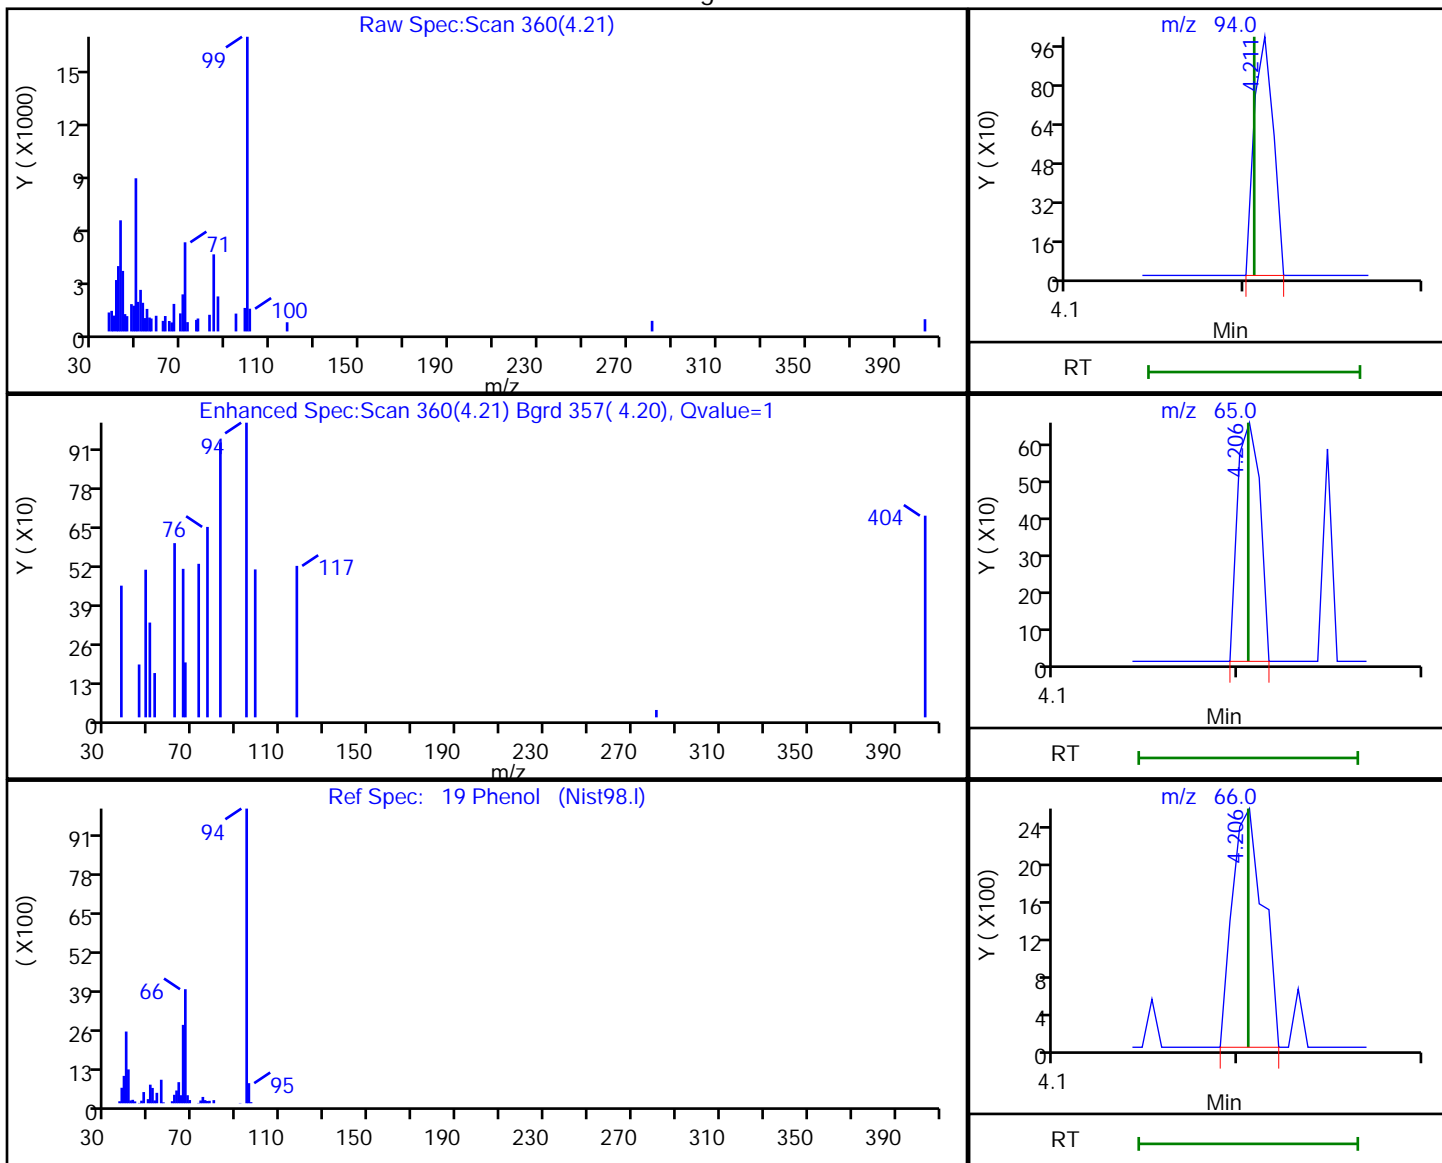 Raw Spec:Scan 360(4.21)
Y ( X1000)
15
12
9
6
3
0
99
71
100
30 70 110 150 190 230 270 310 350 390
m/z
m/z 94.0
Y ( X10)
96
80
64
48
32
16
0
4.211
4.1
Min
RT
Enhanced Spec:Scan 360(4.21) Bgrd 357( 4.20), Qvalue=1
Y ( X10)
91
78
65
52
39
26
13
0
94
76
117
404
30 70 110 150 190 230 270 310 350 390
m/z
m/z 65.0
Y ( X10)
60
50
40
30
20
10
0
4.206
4.1
Min
RT
Ref Spec: 19 Phenol (Nist98.l)
( X100)
91
78
65
52
39
26
13
0
94
66
95
30 70 110 150 190 230 270 310 350 390
m/z 66.0
Y ( X100)
24
20
16
12
8
4
0
4.206
4.1
Min
RT